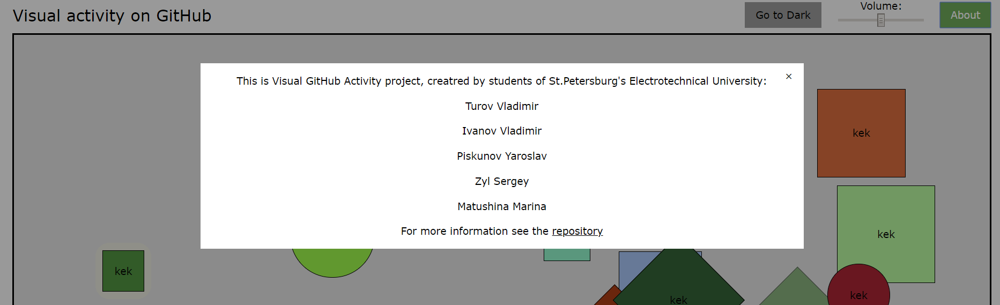 Visual activity on GitHub
Go to Dark
Volume:
About
×
This is Visual GitHub Activity project, creatred by students of St.Petersburg's Electrotechnical University:
Turov Vladimir
Ivanov Vladimir
Piskunov Yaroslav
Zyl Sergey
Matushina Marina
For more information see the repository
kek
kek
kek
kek
kek